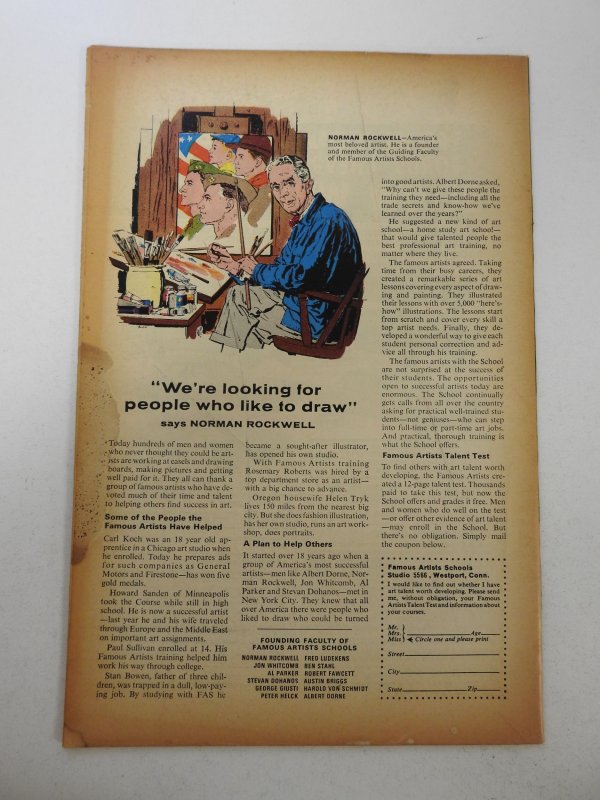 NORMAN ROCKWELL—America's
most beloved artist. He is a founder
and member of the Guiding Faculty
of the Famous Artists Schools.
"We're looking for
people who like to draw"
says NORMAN ROCKWELL
Today hundreds of men and women
who never thought they could be art-
ists are working at easels and drawing
boards, making pictures and getting
well paid for it. They all can thank a
group of famous artists who have de-
voted much of their time and talent
to helping others find success in art.
Some of the People the
Famous Artists Have Helped
Carl Koch was an 18 year old ap-
prentice in a Chicago art studio when
he enrolled. Today he prepares ads
for such companies as General
Motors and Firestone—has won five
gold medals.
Howard Sanden of Minneapolis
took the Course while still in high
school. He is now a successful artist
—last year he and his wife traveled
through Europe and the Middle East
on important art assignments.
Paul Sullivan enrolled at 14. His
Famous Artists training helped him
work his way through college.
Stan Bowen, father of three chil-
dren, was trapped in a dull, low-pay-
ing job. By studying with FAS he
became a sought-after illustrator,
has opened his own studio.
With Famous Artists training
Rosemary Roberts was hired by a
top department store as an artist—
with a big chance to advance.
Oregon housewife Helen Tryk
lives 150 miles from the nearest big
city. But she does fashion illustration,
has her own studio, runs an art work-
shop, does portraits.
A Plan to Help Others
It started over 18 years ago when a
group of America's most successful
artists—men like Albert Dorne, Nor-
man Rockwell, Jon Whitcomb, Al
Parker and Stevan Dohanos—met in
New York City. They knew that all
over America there were people who
liked to draw who could be turned
FOUNDING FACULTY OF
FAMOUS ARTISTS SCHOOLS
NORMAN ROCKWELL FRED LUDEKENS
JON WHITCOMB BEN STAHL
AL PARKER ROBERT FAWCETT
STEVAN DOHANOS AUSTIN BRIGGS
GEORGE GIUSTI HAROLD VON SCHMIDT
PETER HELCK ALBERT DORNE
into good artists. Albert Dorne asked,
"Why can't we give these people the
training they need—including all the
trade secrets and know-how we've
learned over the years?"
He suggested a new kind of art
school—a home study art school—
that would give talented people the
best professional art training, no
matter where they live.
The famous artists agreed. Taking
time from their busy careers, they
created a remarkable series of art
lessons covering every aspect of draw-
ing and painting. They illustrated
their lessons with over 5,000 "here's-
how" illustrations. The lessons start
from scratch and cover every skill a
top artist needs. Finally, they de-
veloped a wonderful way to give each
student personal correction and ad-
vice all through his training.
The famous artists with the School
are not surprised at the success of
their students. The opportunities
open to successful artists today are
enormous. The School continually
gets calls from all over the country
asking for practical well-trained stu-
dents—not geniuses—who can step
into full-time or part-time art jobs.
And practical, thorough training is
what the School offers.
Famous Artists Talent Test
To find others with art talent worth
developing, the Famous Artists cre-
ated a 12-page talent test. Thousands
paid to take this test, but now the
School offers and grades it free. Men
and women who do well on the test
—or offer other evidence of art talent
—may enroll in the School. But
there's no obligation. Simply mail
the coupon below.
Famous Artists Schools
Studio 5566, Westport, Conn.
I would like to find out whether I have
art talent worth developing. Please send
me, without obligation, your Famous
Artists Talent Test and information about
your courses.
Mr.
Mrs. Age
Miss Circle one and please print
Street
City
State Zip